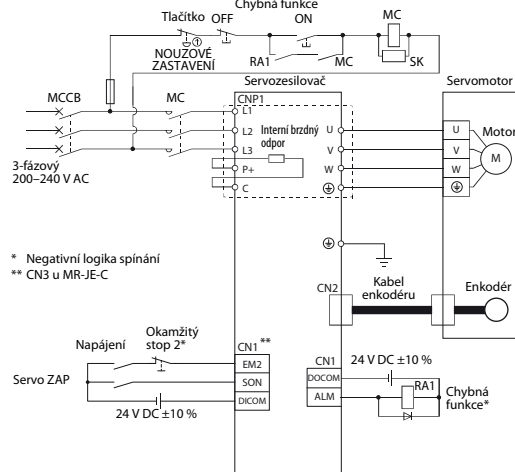 Chybná funkce
Tlačítko OFF ON MC
①
NOUZOVÉ
ZASTAVENÍ
RA1 MC SK
Servozesilovač Servomotor
MCCB MC CNP1
L1
L2
L3
P+
C
Interní brzdný
odpor
U
V
W
U
V
W
Motor
M
3-fázový
200–240 V AC
* Negativní logika spínání
** CN3 u MR-JE-C
CN2 Kabel
enkodéru
Enkodér
Napájení Okamžitý
stop 2*
CN1 **
EM2
SON
DICOM
Servo ZAP
24 V DC ±10 %
CN1 24 V DC ±10 %
DOCOM
ALM
RA1 Chybná
funkce*